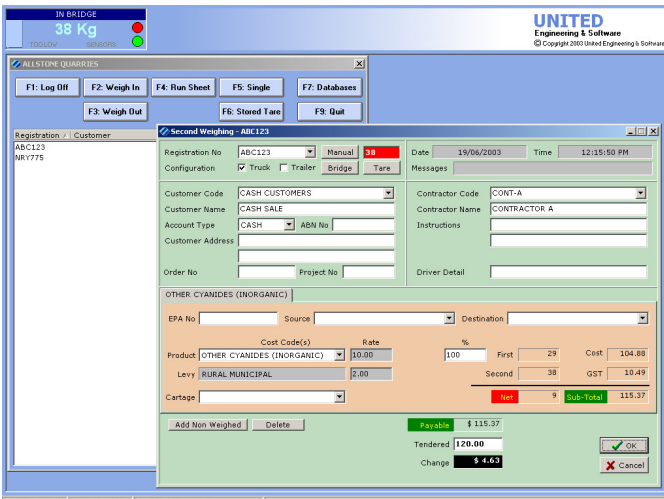 IN BRIDGE
38 Kg
TOO LOW SENSORS
UNITED
Engineering & Software
© Copyright 2003 United Engineering & Software
ALLSTONE QUARRIES
F1: Log Off F2: Weigh In F4: Run Sheet F5: Single F7: Databases
F3: Weigh Out F6: Stored Tare F9: Quit
Registration Customer
ABC123
NRY775
Second Weighing - ABC123
Registration No ABC123 Manual 38 Date 19/06/2003 Time 12:15:50 PM
Configuration Truck Trailer Bridge Tare Messages
Customer Code CASH CUSTOMERS Contractor Code CONT-A
Customer Name CASH SALE Contractor Name CONTRACTOR A
Account Type CASH ABN No Instructions
Customer Address
Order No Project No Driver Detail
OTHER CYANIDES (INORGANIC)
EPA No Source Destination
Cost Code(s) Rate %
Product OTHER CYANIDES (INORGANIC) 10.00 100 First 29 Cost 104.88
Levy RURAL MUNICIPAL 2.00 Second 38 GST 10.49
Cartage Net 9 Sub-Total 115.37
Add Non Weighed Delete Payable $ 115.37
Tendered 120.00
Change $ 4.63
OK
Cancel